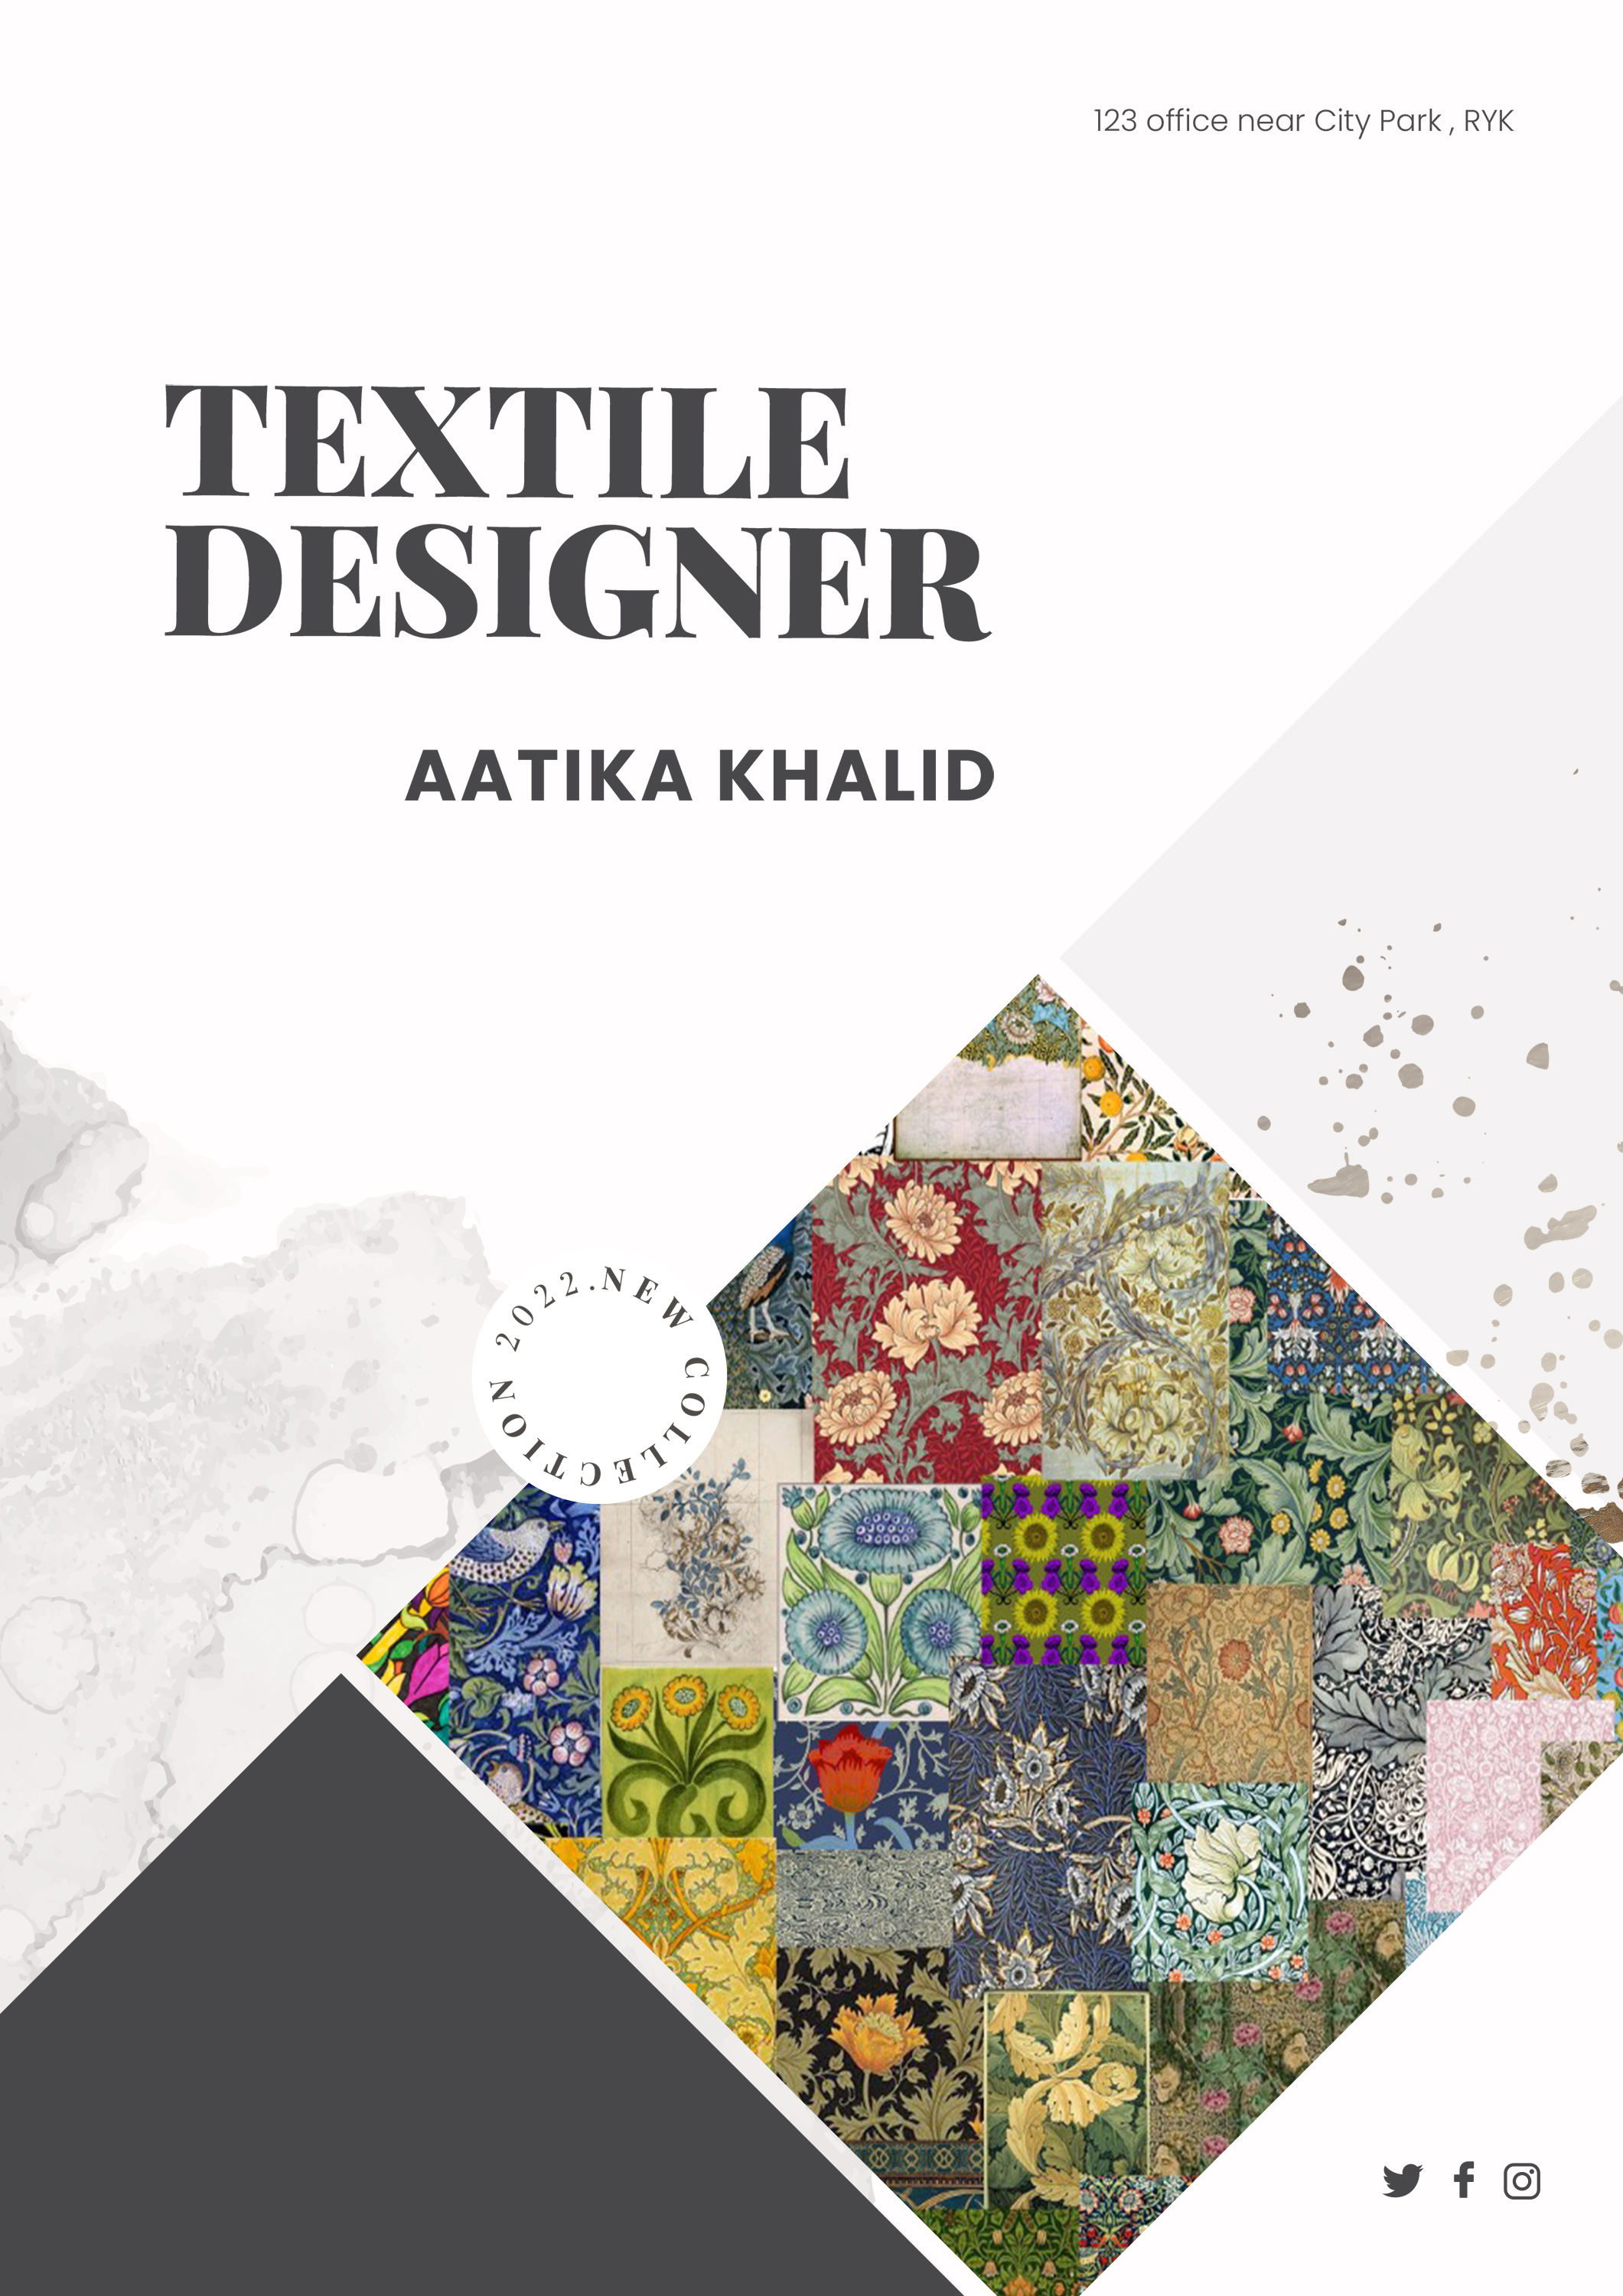 123 office near City Park , RYK
TEXTILE
DESIGNER
AATIKA KHALID
2022.NEW COLLECTION